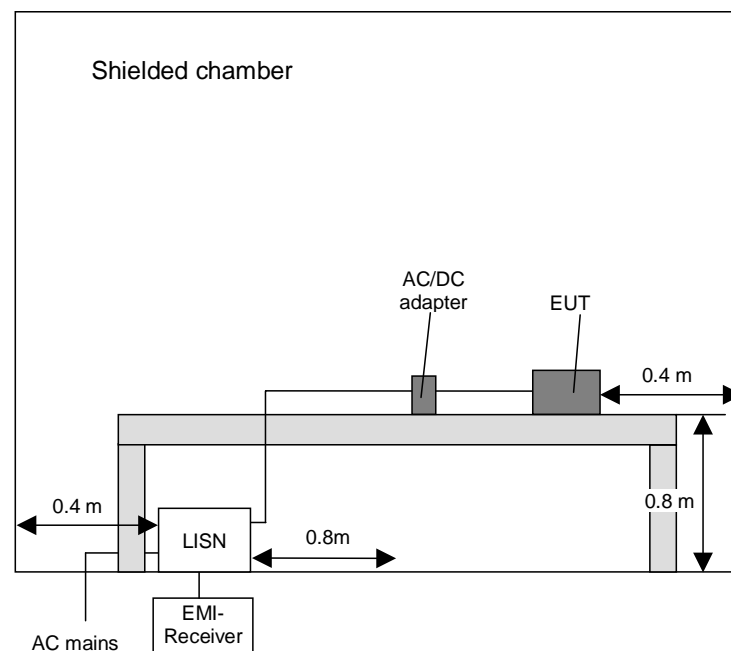 Shielded chamber
AC/DC
adapter
EUT
0.4 m
0.8 m
0.4 m
LISN
0.8m
EMI-
Receiver
AC mains